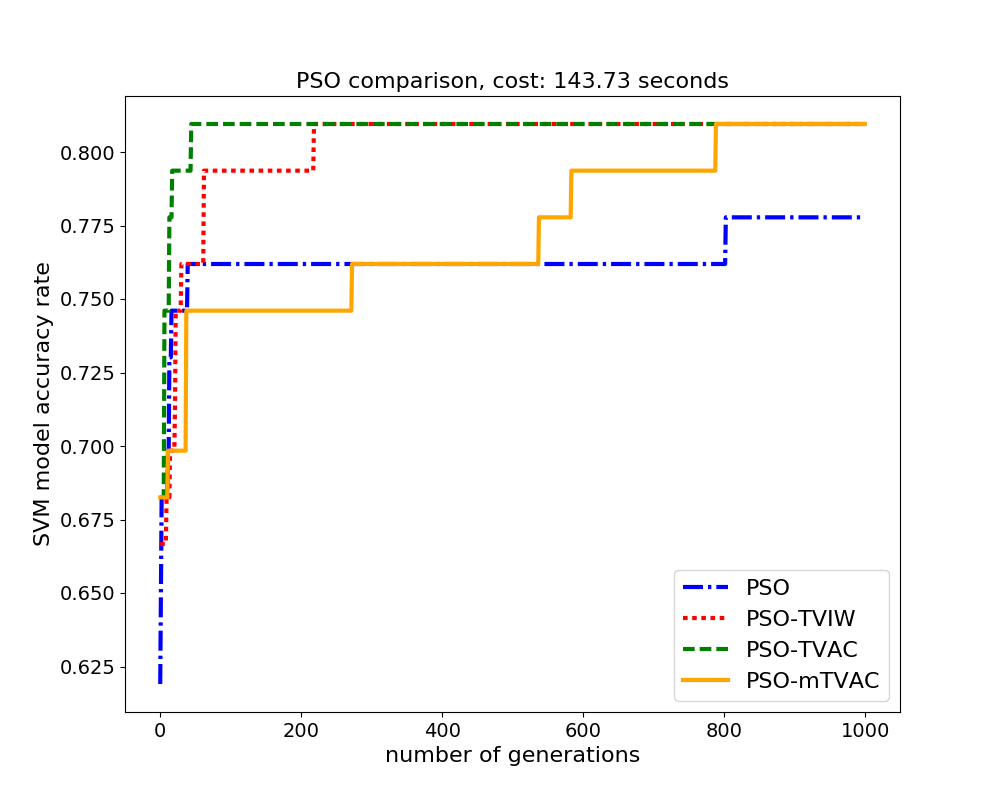 PSO comparison, cost: 143.73 seconds
SVM model accuracy rate
0.800
0.775
0.750
0.725
0.700
0.675
0.650
0.625
0 200 400 600 800 1000
number of generations
PSO
PSO-TVIW
PSO-TVAC
PSO-mTVAC